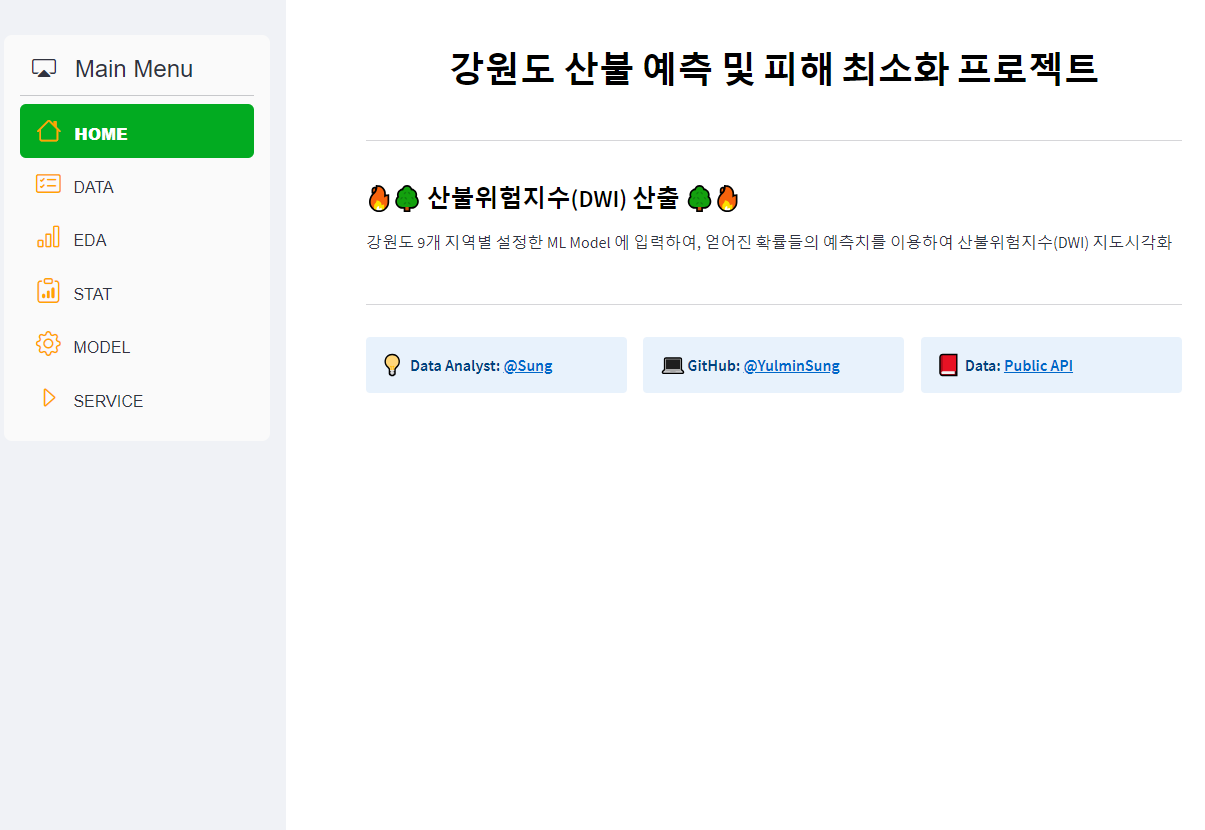 Main Menu
HOME
DATA
EDA
STAT
MODEL
SERVICE
강원도 산불 예측 및 피해 최소화 프로젝트
산불위험지수(DWI) 산출
강원도 9개 지역별 설정한 ML Model 에 입력하여, 얻어진 확률들의 예측치를 이용하여 산불위험지수(DWI) 지도시각화
Data Analyst: @Sung
GitHub: @YulminSung
Data: Public API